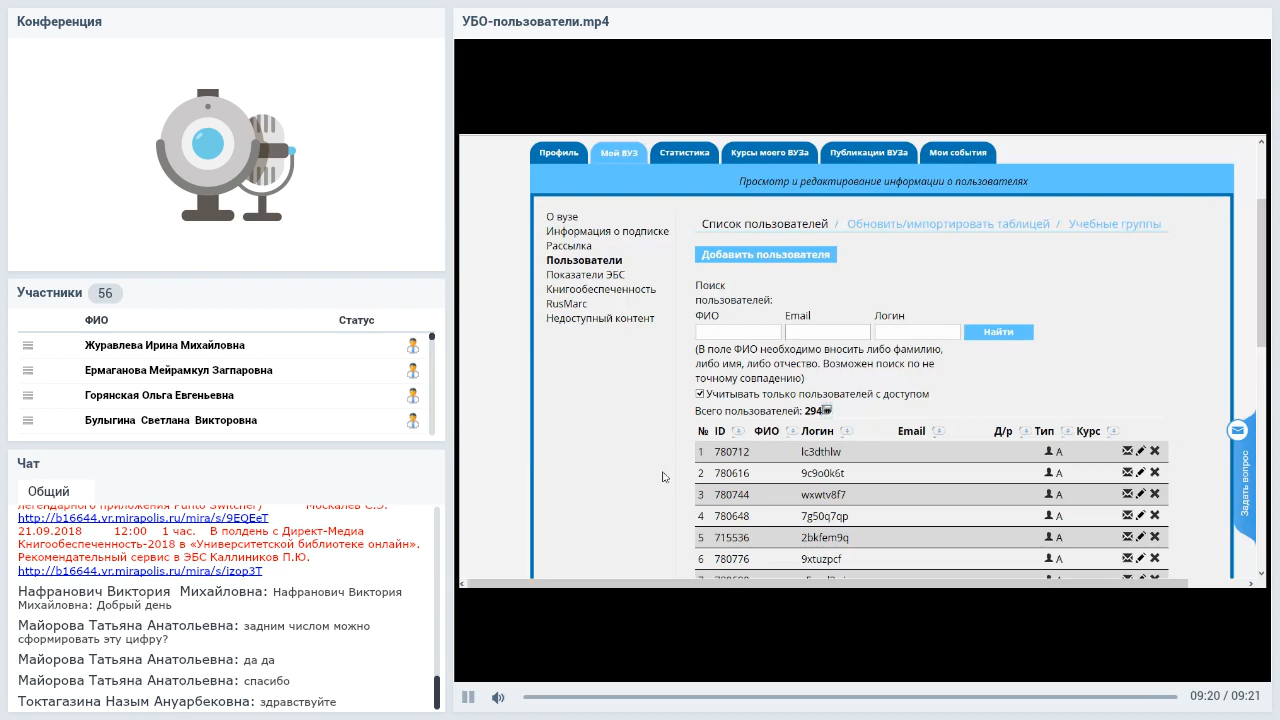 Конференция
Участники 56
ФИО Статус
Журавлева Ирина Михайловна
Ермаганова Мейрамкул Загпаровна
Горянская Ольга Евгеньевна
Булыгина Светлана Викторовна
Чат
Общий
легендарного приложения Punto Switcher) Москалев С.Э.
http://b16644.vr.mirapolis.ru/mira/s/9EQEeT
21.09.2018 12:00 1 час. В полдень с Директ-Медиа
Книгообеспеченность-2018 в «Университетской библиотеке онлайн».
Рекомендательный сервис в ЭБС Каллиников П.Ю.
http://b16644.vr.mirapolis.ru/mira/s/izop3T
Нафранович Виктория Михайловна: Нафранович Виктория
Михайловна: Добрый день
Майорова Татьяна Анатольевна: задним числом можно
сформировать эту цифру?
Майорова Татьяна Анатольевна: да да
Майорова Татьяна Анатольевна: спасибо
Токтагазина Назым Ануарбековна: здравствуйте
УБО-пользователи.mp4
Профиль Мой ВУЗ Статистика Курсы моего ВУЗа Публикации ВУЗа Мои события
Просмотр и редактирование информации о пользователях
О вузе
Информация о подписке
Рассылка
Пользователи
Показатели ЭБС
Книгообеспеченность
RusMarc
Недоступный контент
Список пользователей / Обновить/импортировать таблицей / Учебные группы
Добавить пользователя
Поиск
пользователей:
ФИО Email Логин
Найти
(В поле ФИО необходимо вносить либо фамилию,
либо имя, либо отчество. Возможен поиск по не
точному совпадению)
Учитывать только пользователей с доступом
Всего пользователей: 294
№ ID ФИО Логин Email Д/р Тип Курс
1 780712 lc3dthlw А
2 780616 9c9o0k6t А
3 780744 wxwtv8f7 А
4 780648 7g50q7qp А
5 715536 2bkfem9q А
6 780776 9xtuzpcf А
Задать вопрос
09:20 / 09:21